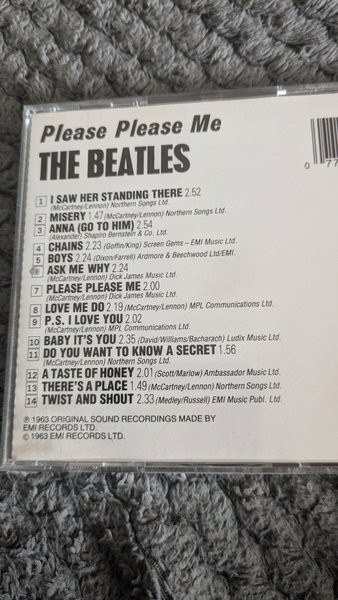 Please Please Me
THE BEATLES
1 I SAW HER STANDING THERE 2.52
(McCartney/Lennon) Northern Songs Ltd.
2 MISERY 1.47 (McCartney/Lennon) Northern Songs Ltd.
3 ANNA (GO TO HIM) 2.54
(Alexander) Shapiro Bernstein & Co. Ltd.
4 CHAINS 2.23 (Goffin/King) Screen Gems – EMI Music Ltd.
5 BOYS 2.24 (Dixon/Farrell) Ardmore & Beechwood Ltd/EMI.
ASK ME WHY 2.24
(McCartney/Lennon) Dick James Music Ltd.
7 PLEASE PLEASE ME 2.00
(McCartney/Lennon) Dick James Music Ltd.
8 LOVE ME DO 2.19 (McCartney/Lennon) MPL Communications Ltd.
9 P.S. I LOVE YOU 2.02
(McCartney/Lennon) MPL Communications Ltd.
10 BABY IT'S YOU 2.35 (David/Williams/Bacharach) Ludix Music Ltd.
11 DO YOU WANT TO KNOW A SECRET 1.56
(McCartney/Lennon) Northern Songs Ltd.
12 A TASTE OF HONEY 2.01 (Scott/Marlow) Ambassador Music Ltd.
13 THERE'S A PLACE 1.49 (McCartney/Lennon) Northern Songs Ltd.
14 TWIST AND SHOUT 2.33 (Medley/Russell) EMI Music Publ. Ltd.
℗ 1963 ORIGINAL SOUND RECORDINGS MADE BY
EMI RECORDS LTD.
© 1963 EMI RECORDS LTD.
0 77